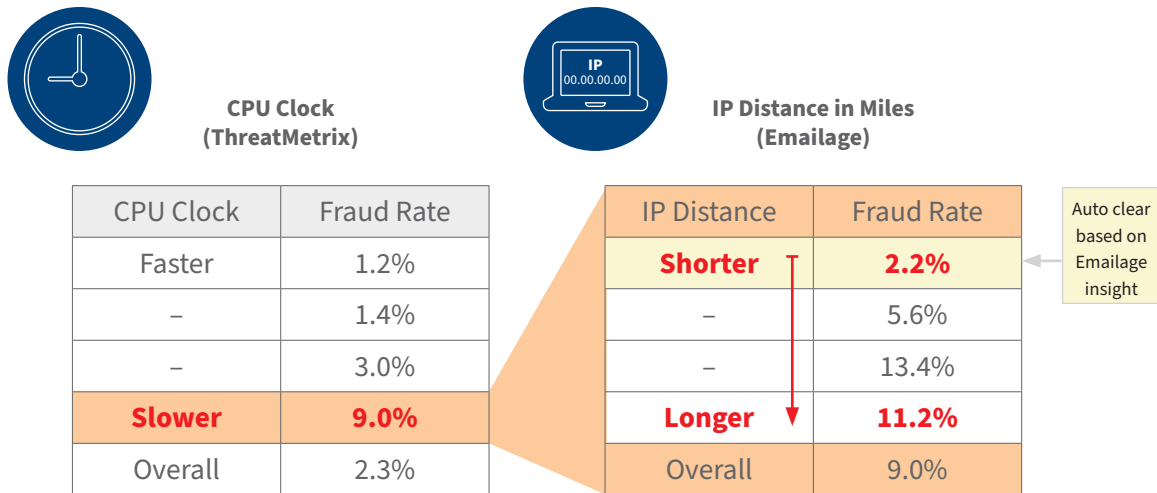 CPU Clock
(ThreatMetrix)
IP
00.00.00.00
IP Distance in Miles
(Emailage)
CPU Clock Fraud Rate
Faster 1.2%
– 1.4%
– 3.0%
Slower 9.0%
Overall 2.3%
IP Distance Fraud Rate
Shorter 2.2%
– 5.6%
– 13.4%
Longer 11.2%
Overall 9.0%
Auto clear
based on
Emailage
insight